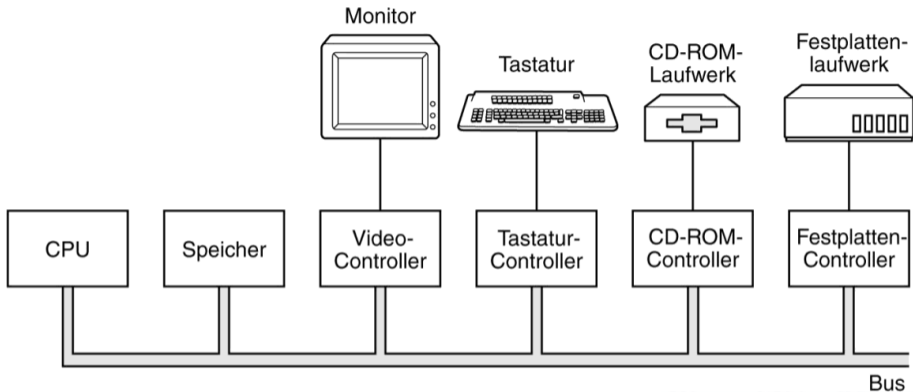 Monitor
Tastatur
CD-ROM-
Laufwerk
Festplatten-
laufwerk
CPU
Speicher
Video-
Controller
Tastatur-
Controller
CD-ROM-
Controller
Festplatten-
Controller
Bus